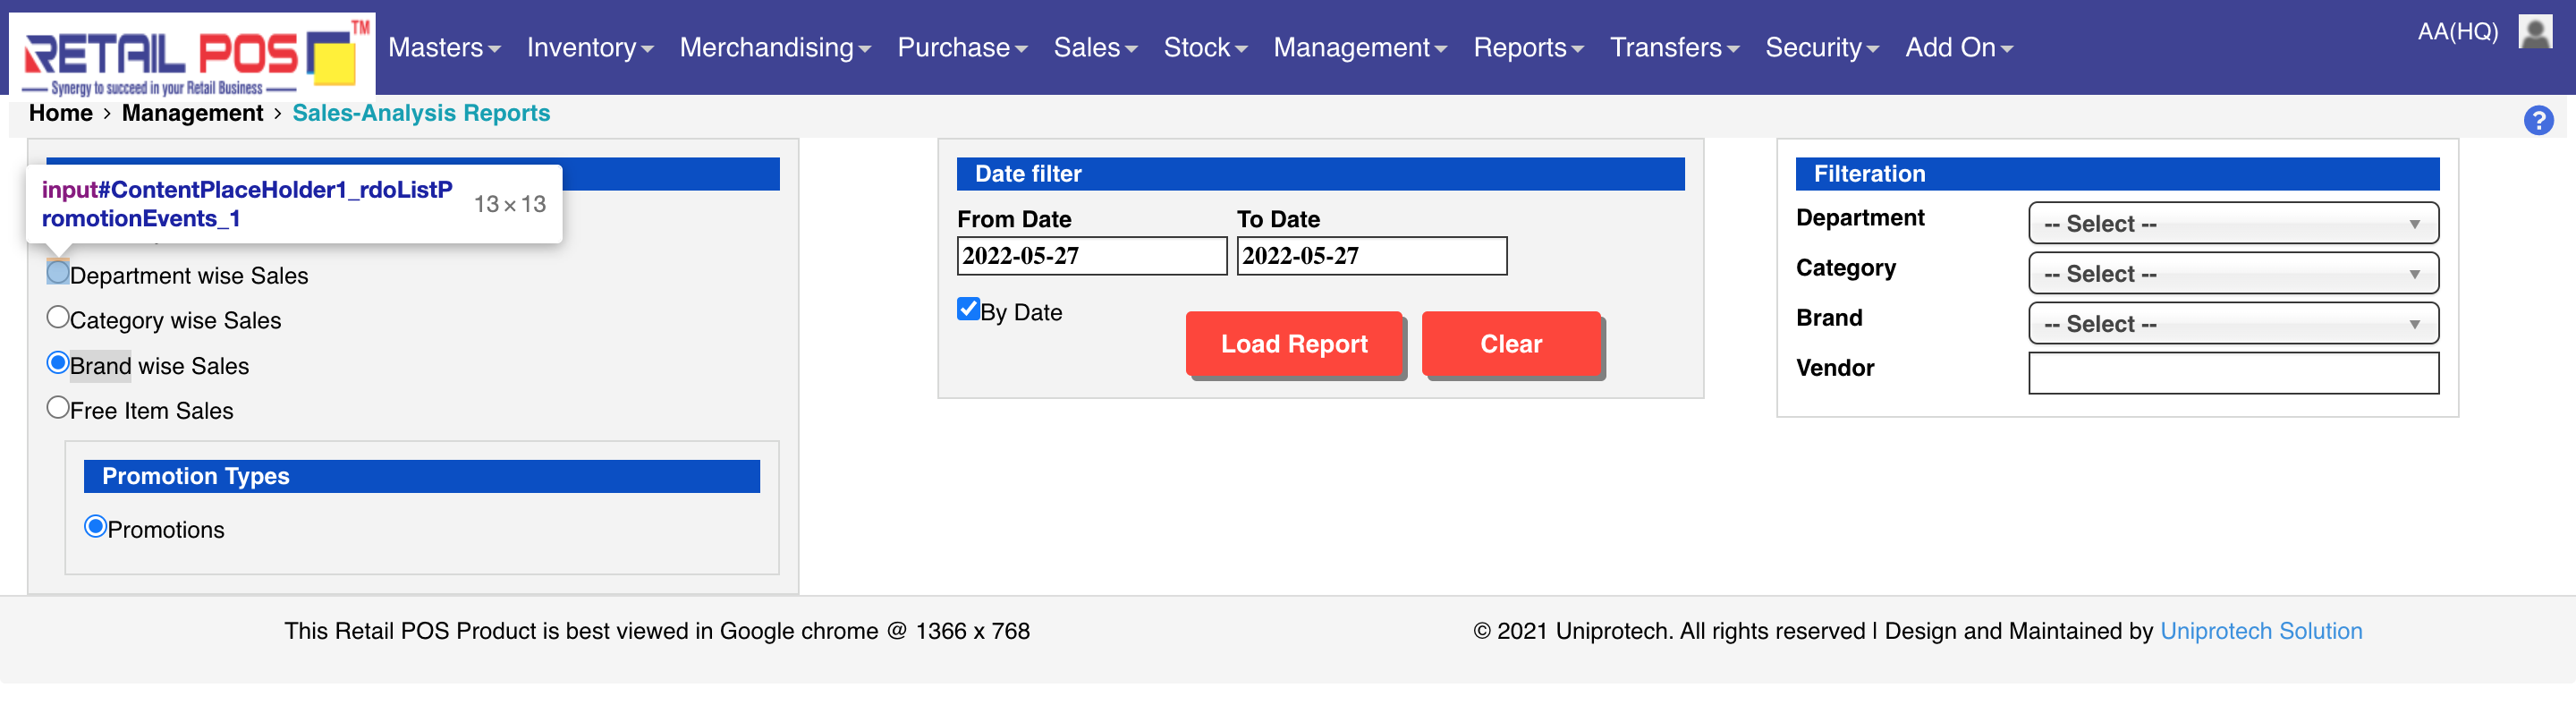 RETAIL POS TM
Synergy to succeed in your Retail Business
Masters Inventory Merchandising Purchase Sales Stock Management Reports Transfers Security Add On
AA(HQ)
Home › Management › Sales-Analysis Reports
?
input#ContentPlaceHolder1_rdoListP
romotionEvents_1
13 × 13
Department wise Sales
Category wise Sales
Brand wise Sales
Free Item Sales
Promotion Types
Promotions
Date filter
From Date To Date
2022-05-27 2022-05-27
By Date
Load Report Clear
Filteration
Department -- Select --
Category -- Select --
Brand -- Select --
Vendor
This Retail POS Product is best viewed in Google chrome @ 1366 x 768
© 2021 Uniprotech. All rights reserved | Design and Maintained by Uniprotech Solution